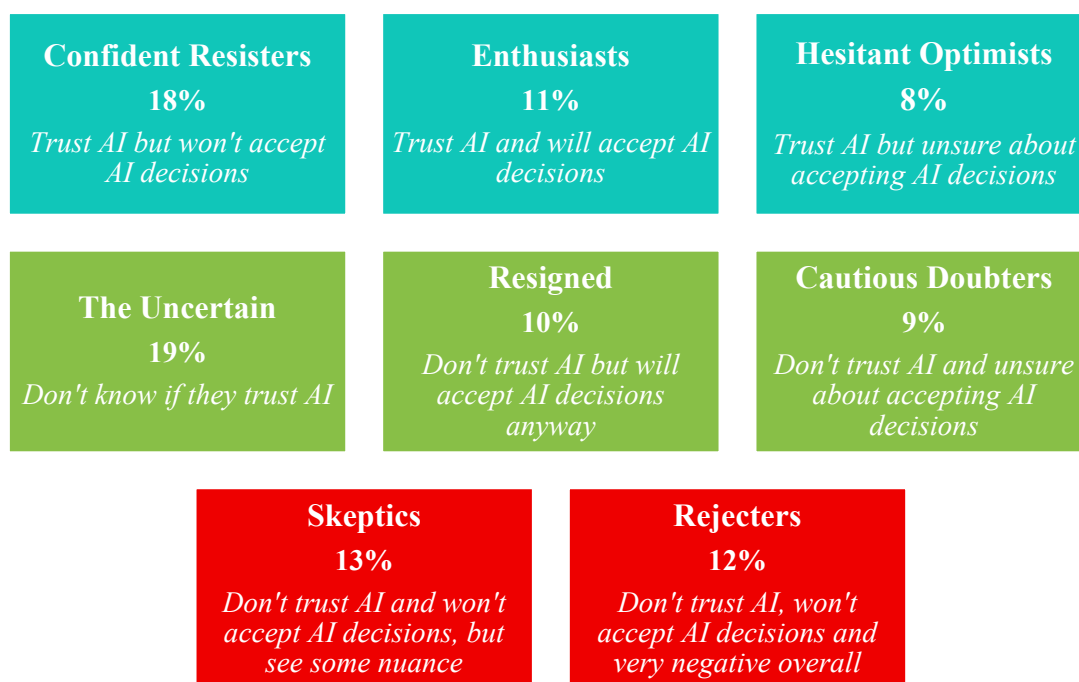 Confident Resisters
18%
Trust AI but won't accept
AI decisions
Enthusiasts
11%
Trust AI and will accept AI
decisions
Hesitant Optimists
8%
Trust AI but unsure about
accepting AI decisions
The Uncertain
19%
Don't know if they trust AI
Resigned
10%
Don't trust AI but will
accept AI decisions
anyway
Cautious Doubters
9%
Don't trust AI and unsure
about accepting AI
decisions
Skeptics
13%
Don't trust AI and won't
accept AI decisions, but
see some nuance
Rejecters
12%
Don't trust AI, won't
accept AI decisions and
very negative overall